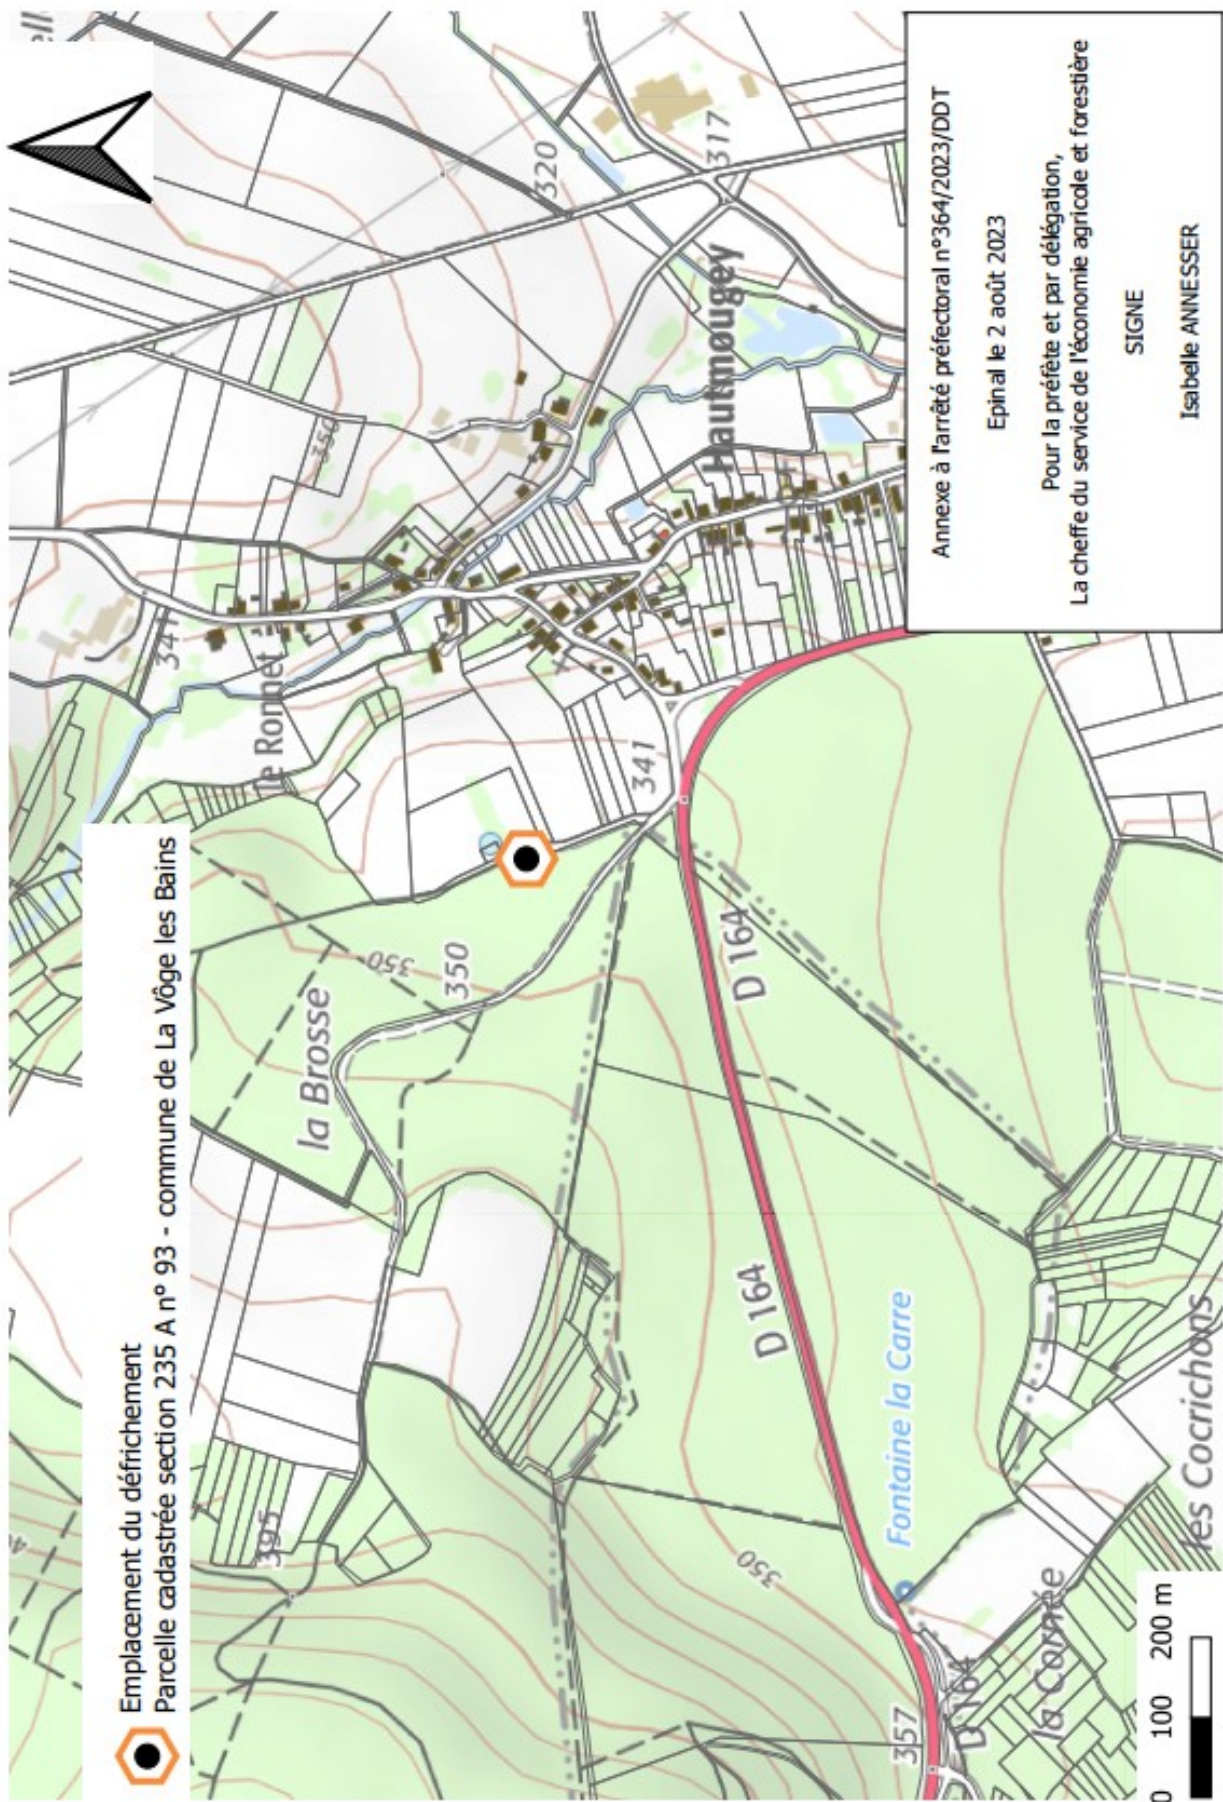 Emplacement du défrichement
Parcelle cadastrée section 235 A n° 93 - commune de La Vôge les Bains
395
la Brosse
350
350
le Ronnet
341
350
320
317
Hautmougey
341
D 164
D 164
350
Fontaine la Carre
357
D 164
la Cornée
les Cocrichons
0 100 200 m
Annexe à l'arrêté préfectoral n°364/2023/DDT
Epinal le 2 août 2023
Pour la préfète et par délégation,
La cheffe du service de l'économie agricole et forestière
SIGNE
Isabelle ANNESSER